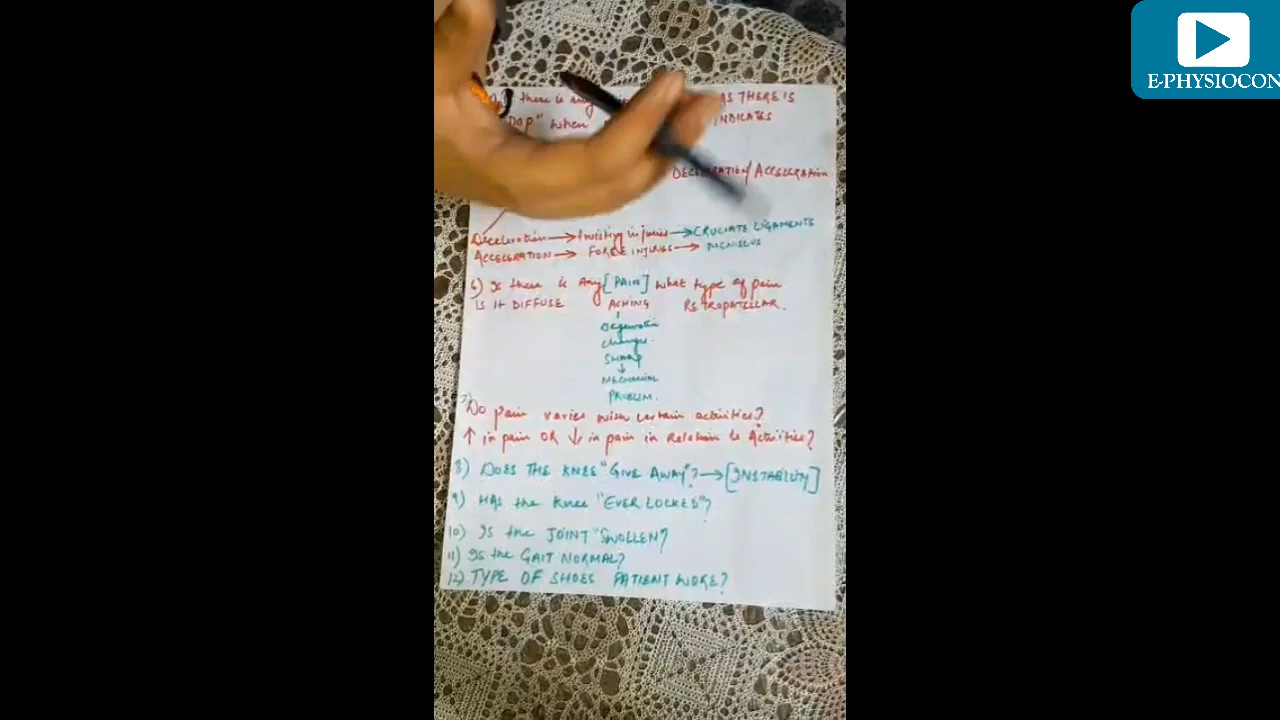 E-PHYSIOCON
there is any AS THERE IS
POP" when INDICATES
DECELERATION/ ACCELERATION
Deceleration → twisting injuries → CRUCIATE LIGAMENTS
ACCELERATION → FORCE INJURIES → MENISCUS
6) Is there is Any [PAIN] what type of pain
IS It DIFFUSE ACHING RETROPATELLAR.
changes.
SHARP
↓
MECHANICAL
PROBLEM.
7) Do pain varies with certain activities?
↑ in pain OR ↓ in pain in Relation to Activities?
8) DOES THE KNEE "GIVE AWAY"? → [INSTABILITY]
9) HAs the knee "EVER LOCKED"?
10) Is the JOINT "SWOLLEN?
11) Is the GAIT NORMAL?
12) TYPE OF SHOES PATIENT WORE?